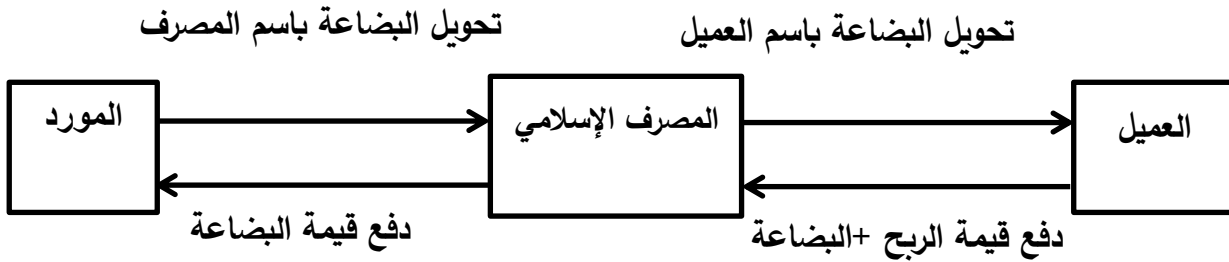 تحويل البضاعة باسم العميل
تحويل البضاعة باسم المصرف
العميل
المصرف الإسلامي
المورد
دفع قيمة الربح +البضاعة
دفع قيمة البضاعة